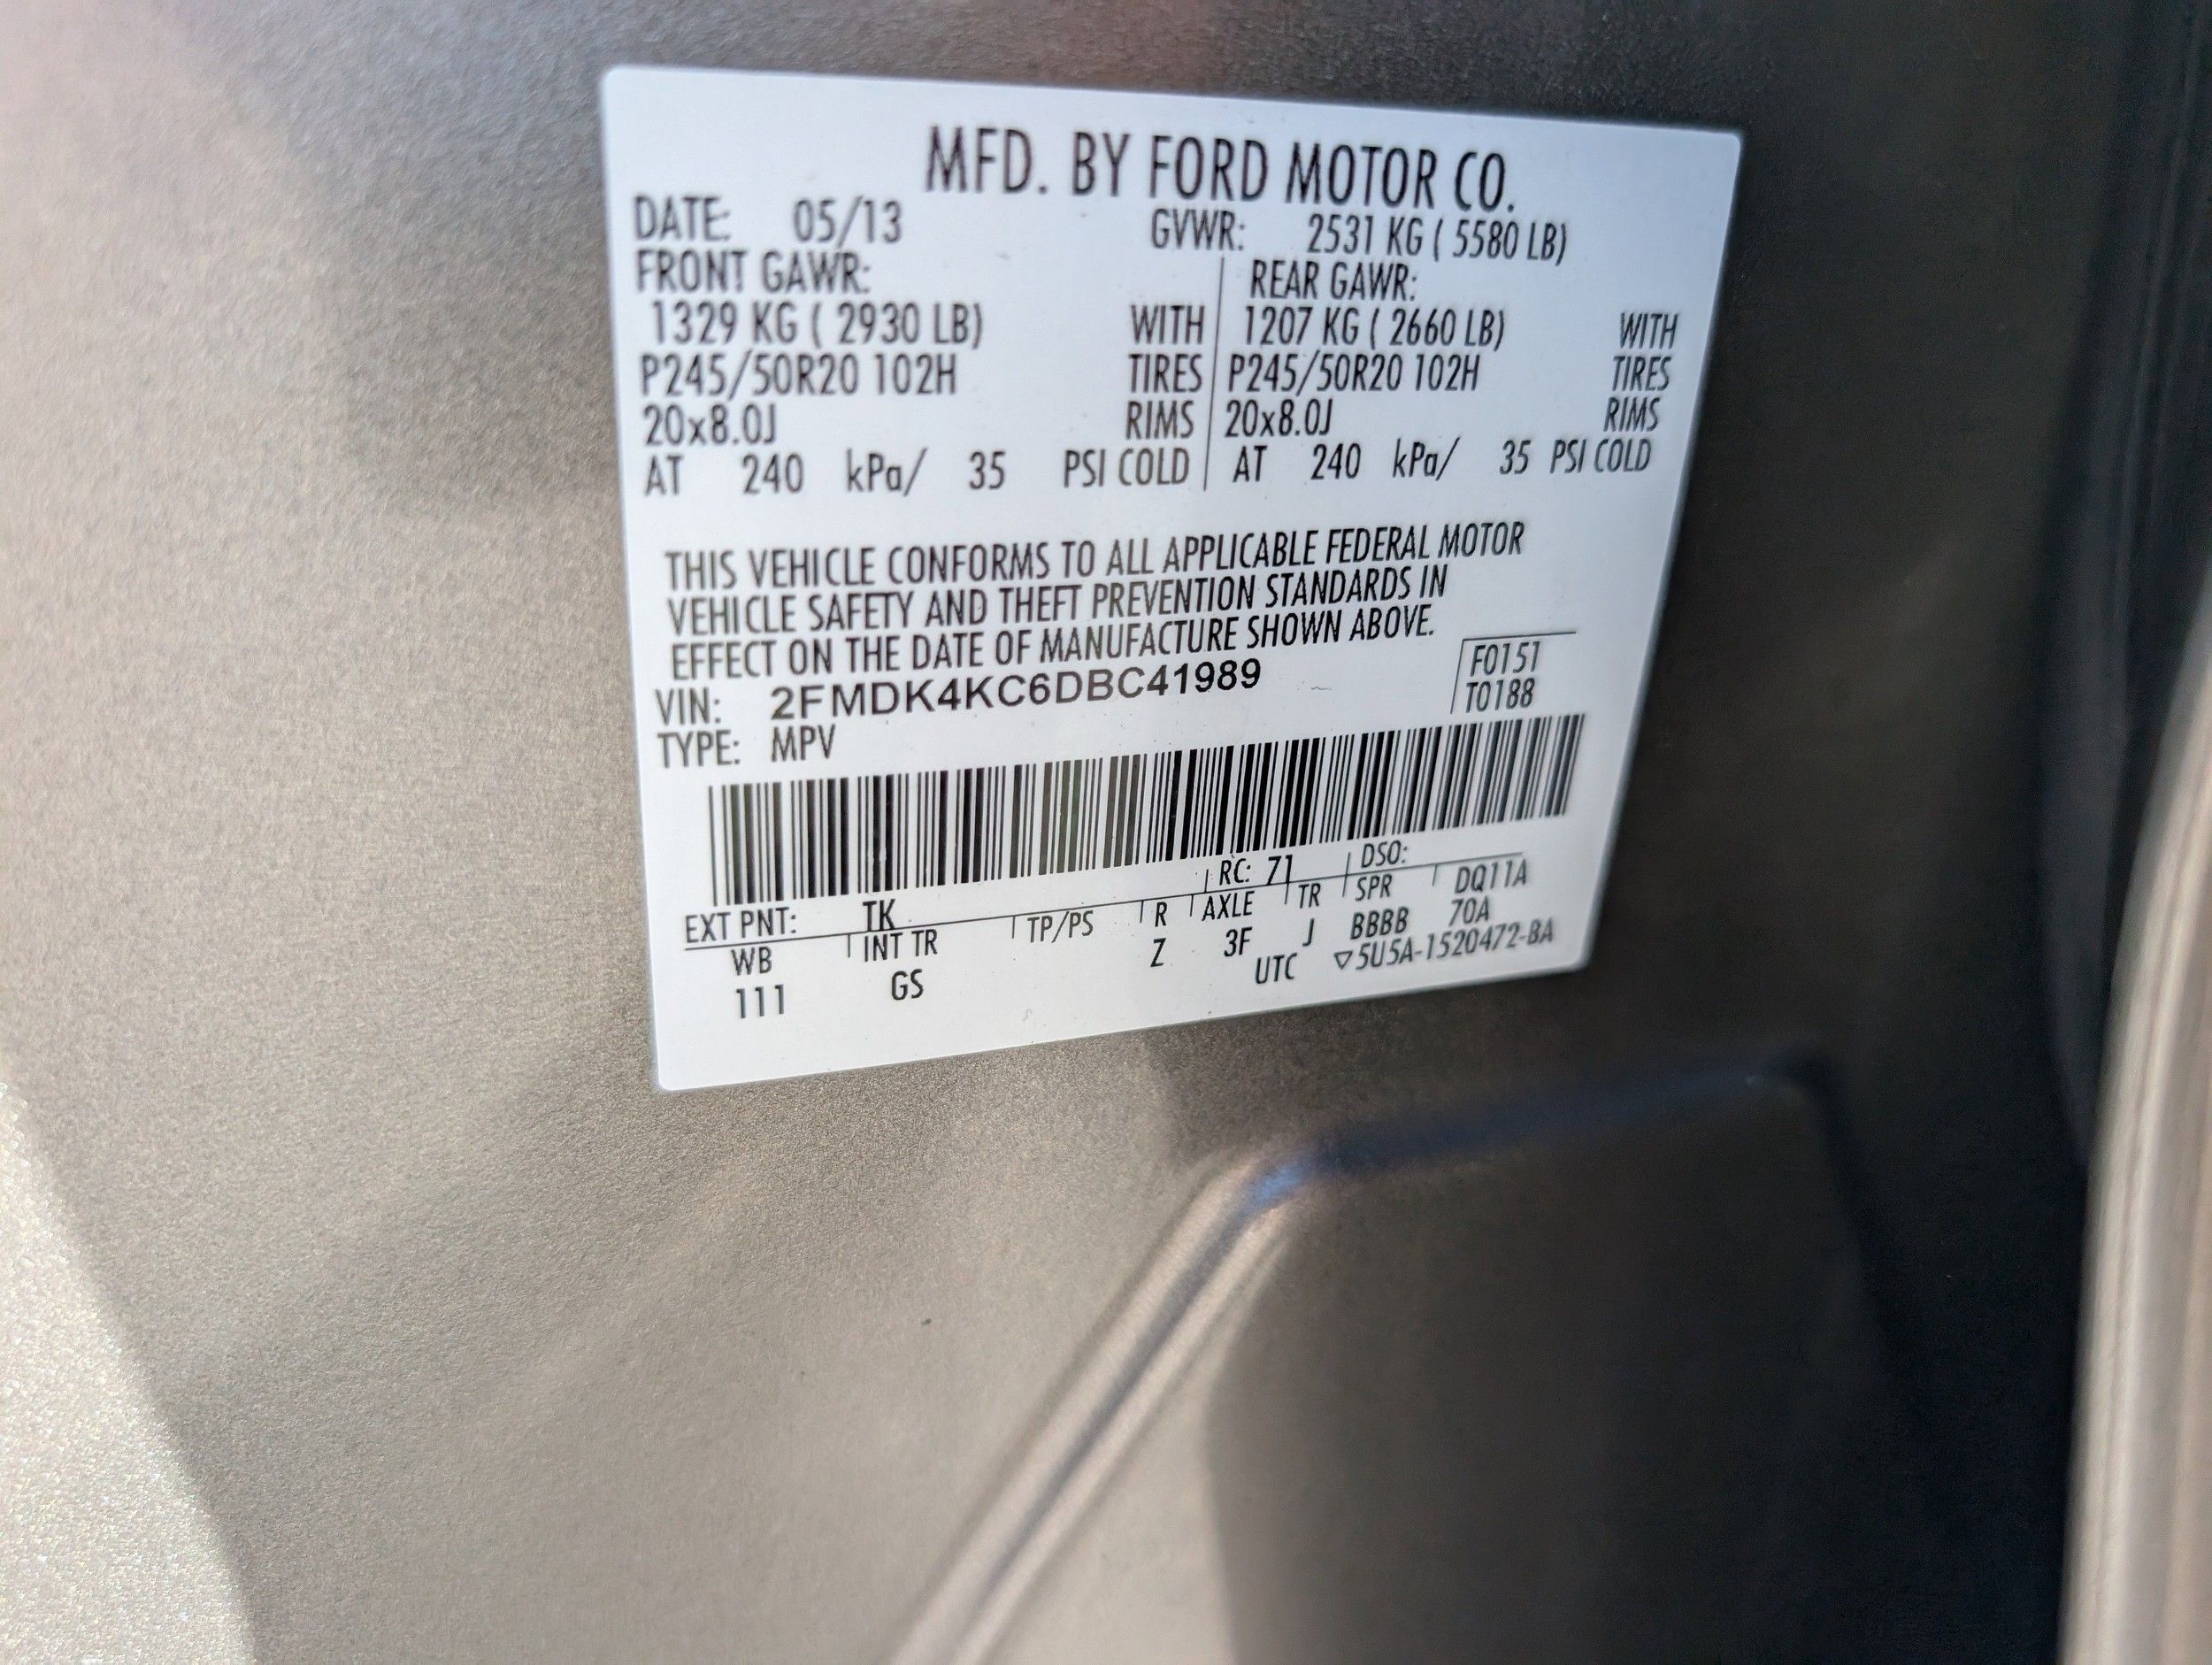 MFD. BY FORD MOTOR CO.
DATE: 05/13 GVWR: 2531 KG ( 5580 LB)
FRONT GAWR: REAR GAWR:
1329 KG ( 2930 LB) WITH 1207 KG ( 2660 LB) WITH
P245/50R20 102H TIRES P245/50R20 102H TIRES
20x8.0J RIMS 20x8.0J RIMS
AT 240 kPa/ 35 PSI COLD AT 240 kPa/ 35 PSI COLD
THIS VEHICLE CONFORMS TO ALL APPLICABLE FEDERAL MOTOR
VEHICLE SAFETY AND THEFT PREVENTION STANDARDS IN
EFFECT ON THE DATE OF MANUFACTURE SHOWN ABOVE.
VIN: 2FMDK4KC6DBC41989 F0151
TYPE: MPV T0188
EXT PNT: TK RC: 71 DSO:
WB INT TR TP/PS R AXLE TR SPR DQ11A
111 GS Z 3F J BBBB 70A
UTC ▽5U5A-1520472-BA